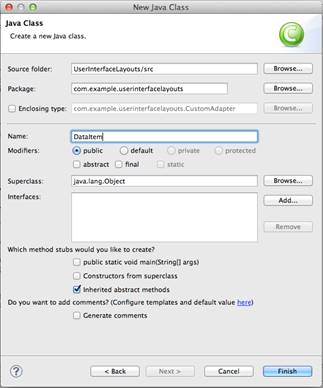 New Java Class
Java Class
Create a new Java class.
C
Source folder: UserInterfaceLayouts/src Browse...
Package: com.example.userinterfacelayouts Browse...
Enclosing type: com.example.userinterfacelayouts.CustomAdapter Browse...
Name: DataItem
Modifiers: public default private protected
abstract final static
Superclass: java.lang.Object Browse...
Interfaces: Add...
Remove
Which method stubs would you like to create?
public static void main(String[] args)
Constructors from superclass
Inherited abstract methods
Do you want to add comments? (Configure templates and default value here)
Generate comments
? < Back Next > Cancel Finish